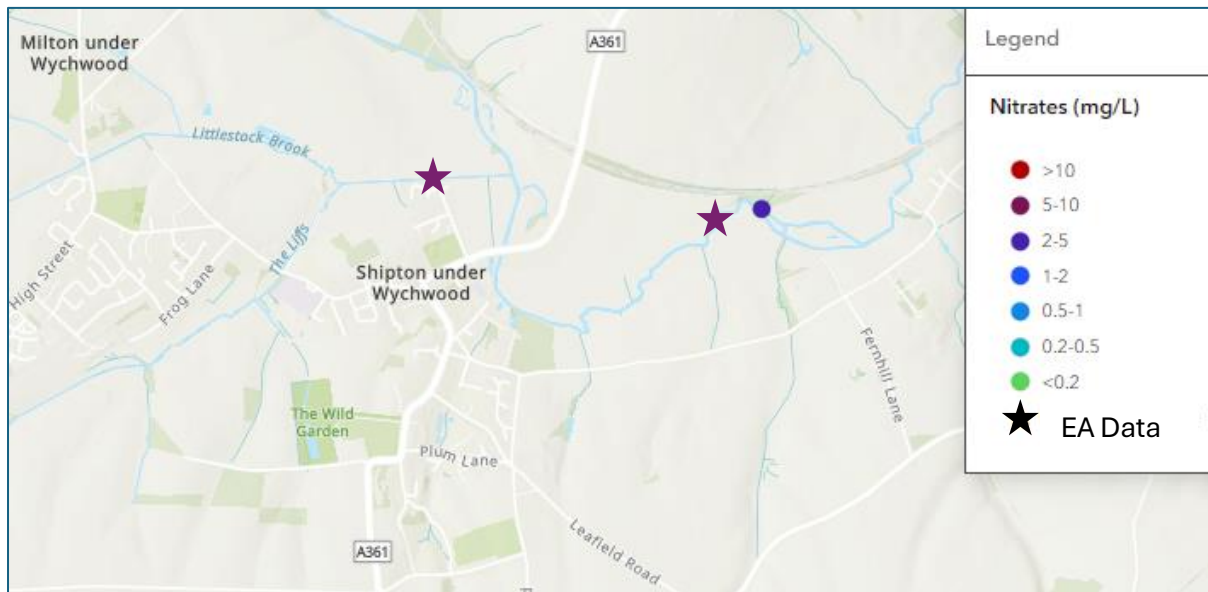 Milton under
Wychwood
A361
Littlestock Brook
The Liffs
High Street
Frog Lane
Shipton under
Wychwood
The Wild
Garden
Plum Lane
Fernhill Lane
Leafield Road
A361
Legend
Nitrates (mg/L)
>10
5-10
2-5
1-2
0.5-1
0.2-0.5
<0.2
EA Data